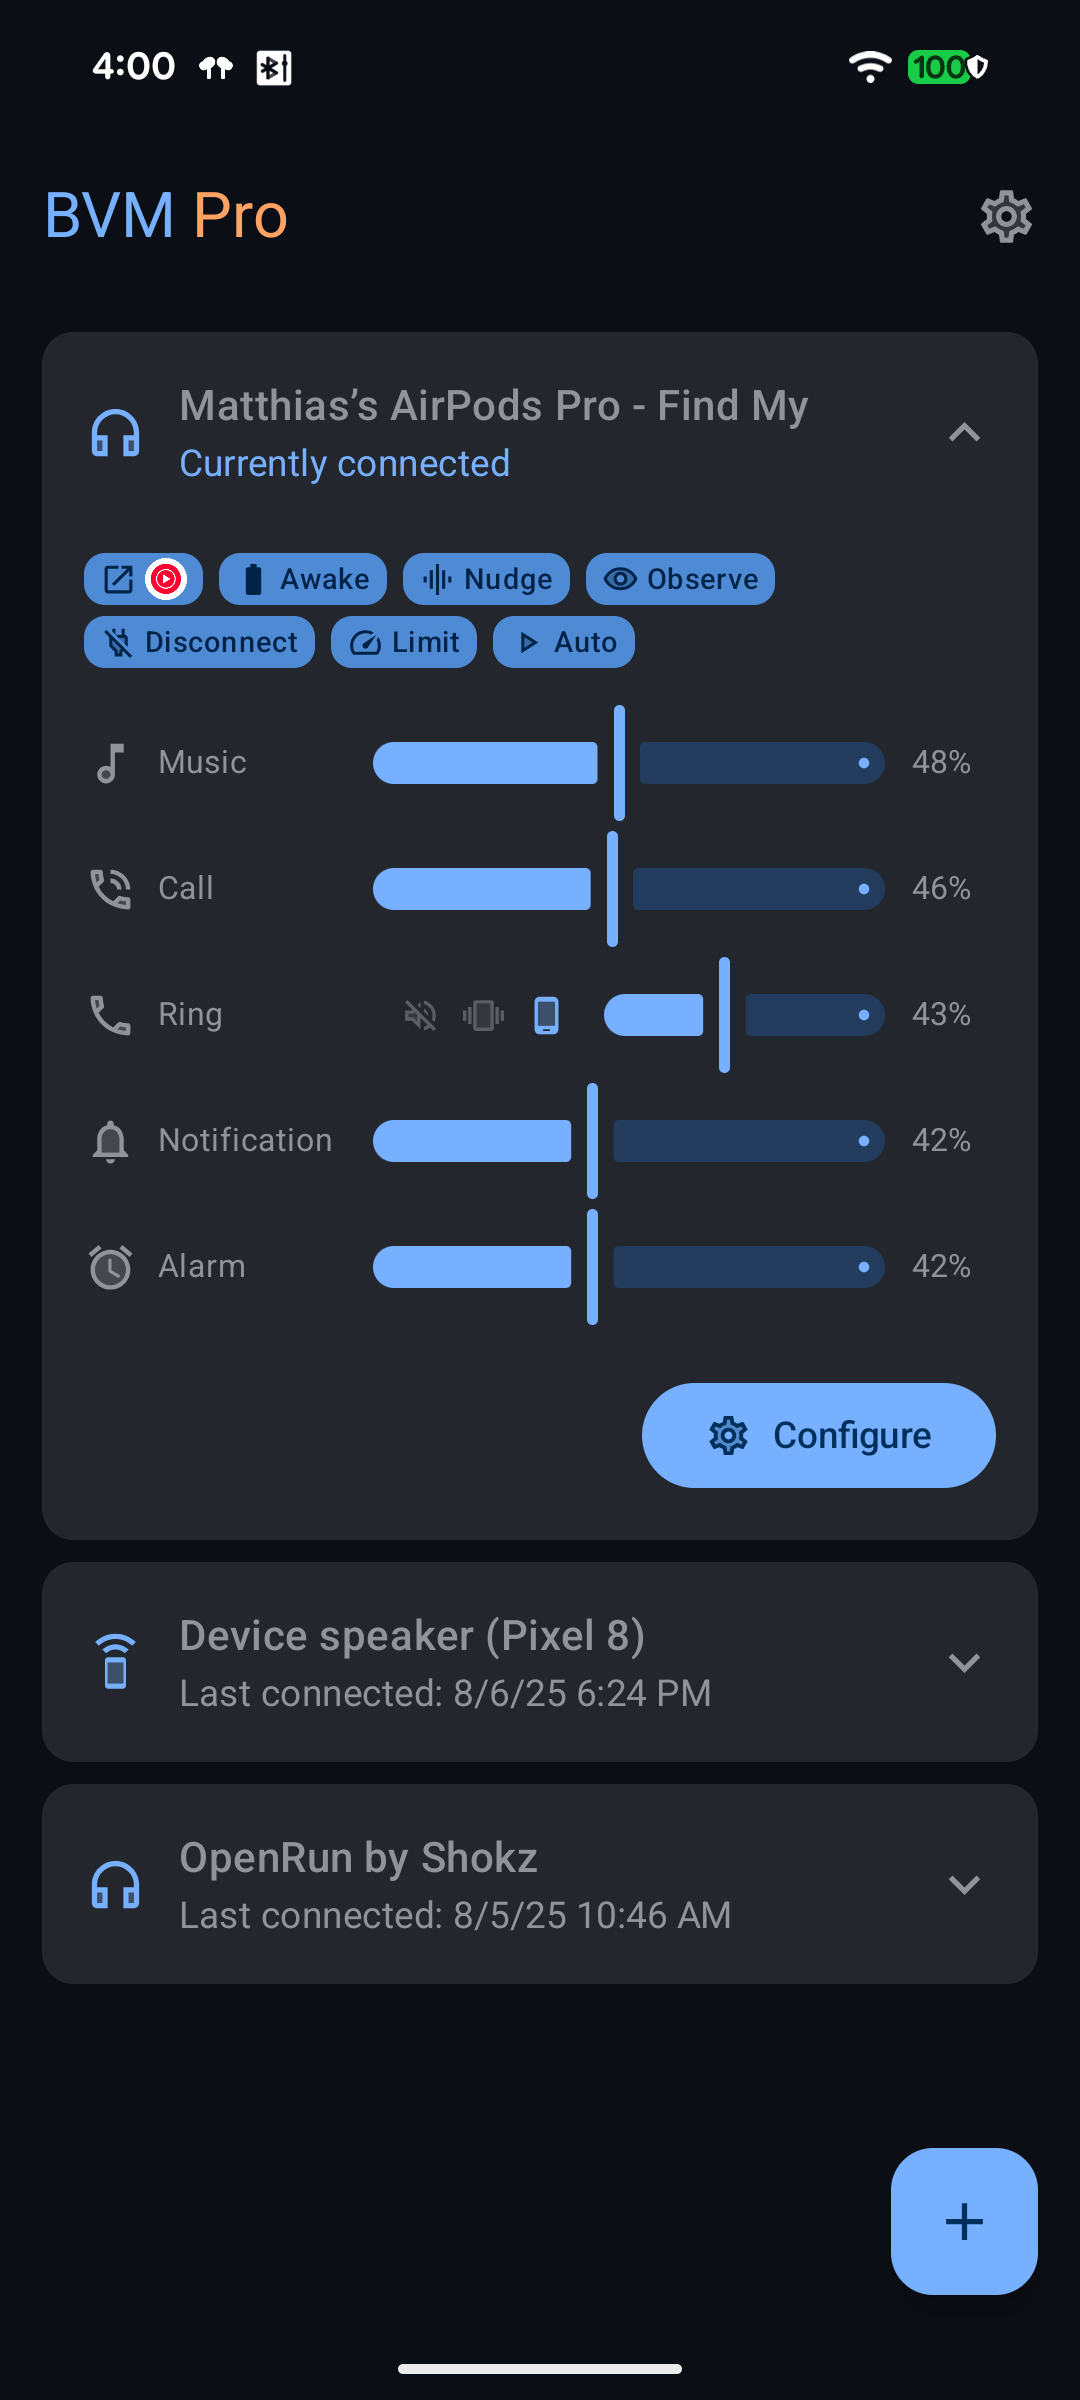 4:00
100
BVM Pro
Matthias’s AirPods Pro - Find My
Currently connected
Awake
Nudge
Observe
Disconnect
Limit
Auto
Music
48%
Call
46%
Ring
43%
Notification
42%
Alarm
42%
Configure
Device speaker (Pixel 8)
Last connected: 8/6/25 6:24 PM
OpenRun by Shokz
Last connected: 8/5/25 10:46 AM